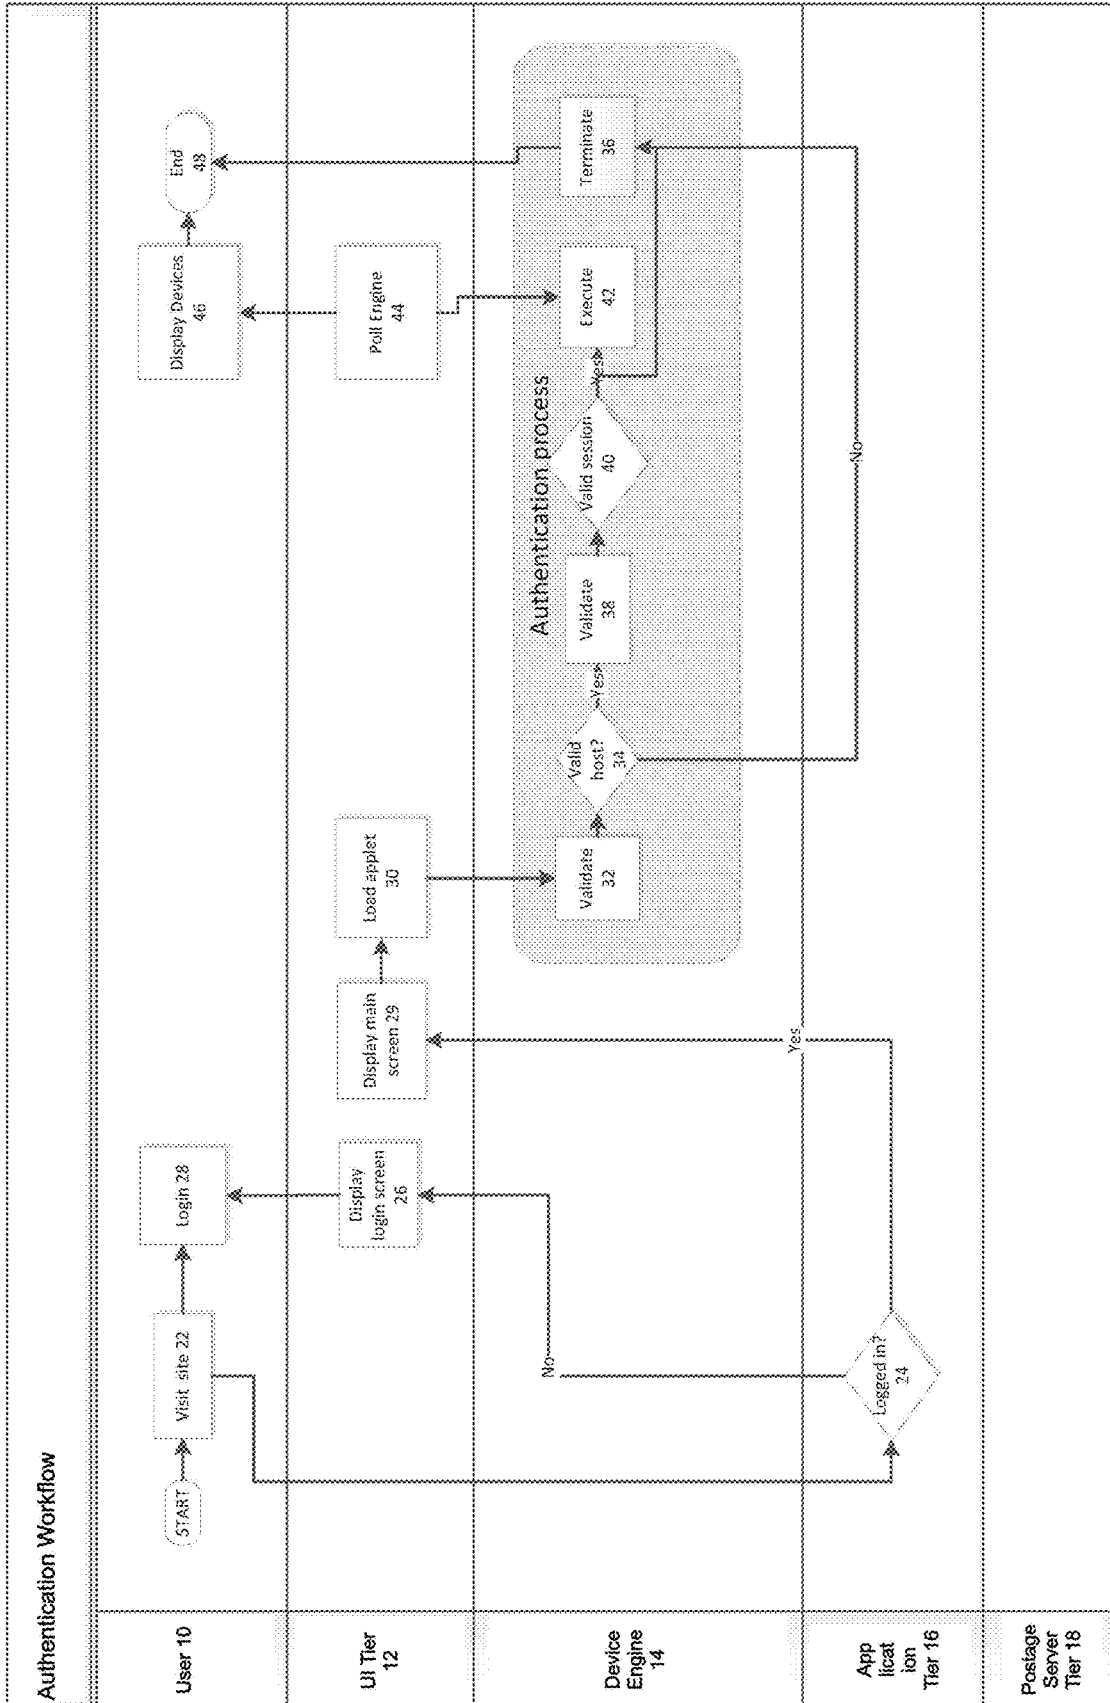 Authentication Workflow
User 10
START
Visit site 22
Login 28
Display Devices
46
End
48
UI Tier
12
Display
login screen
26
Display main
screen 29
Load applet
30
Poll Engine
44
Device
Engine
14
No
Authentication process
Validate
32
Valid
host?
34
Yes
Validate
38
Valid session
40
Yes
Execute
42
Terminate
36
App
licat
ion
Tier 16
Logged in?
24
Yes
No
Postage
Server
Tier 18